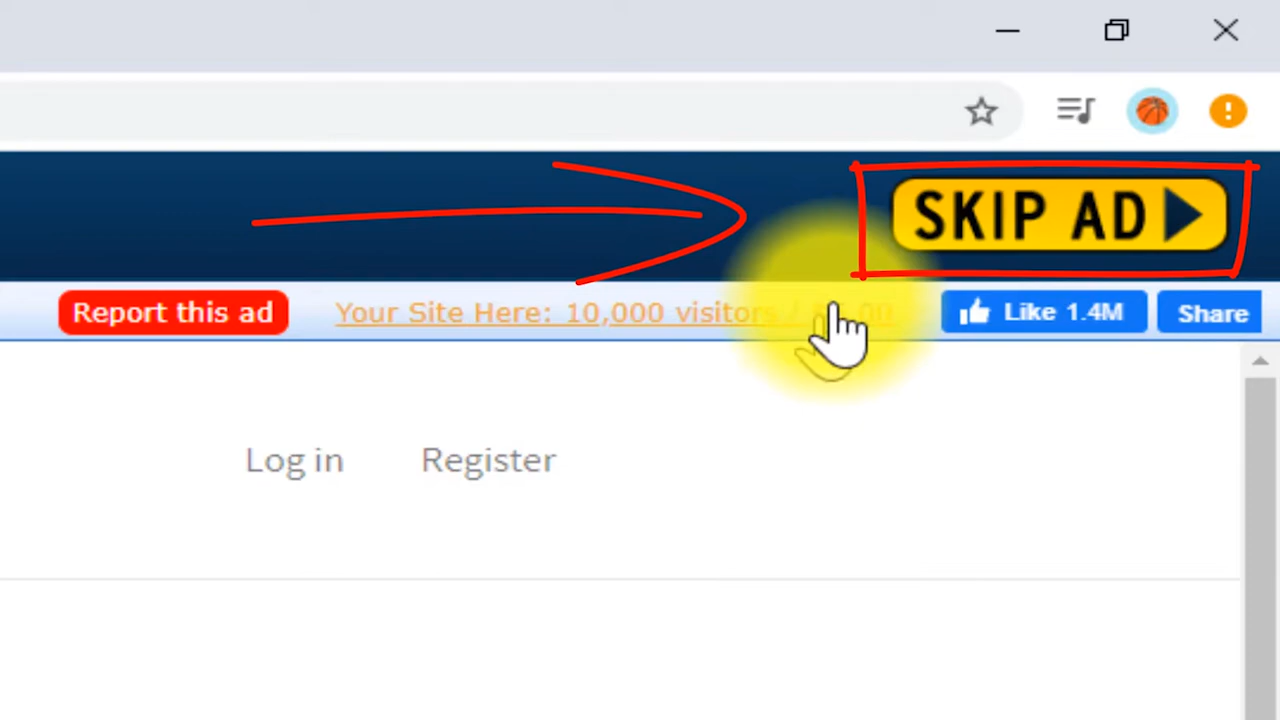 SKIP AD
Report this ad
Your Site Here: 10,000 visitors /
Like 1.4M
Share
Log in
Register